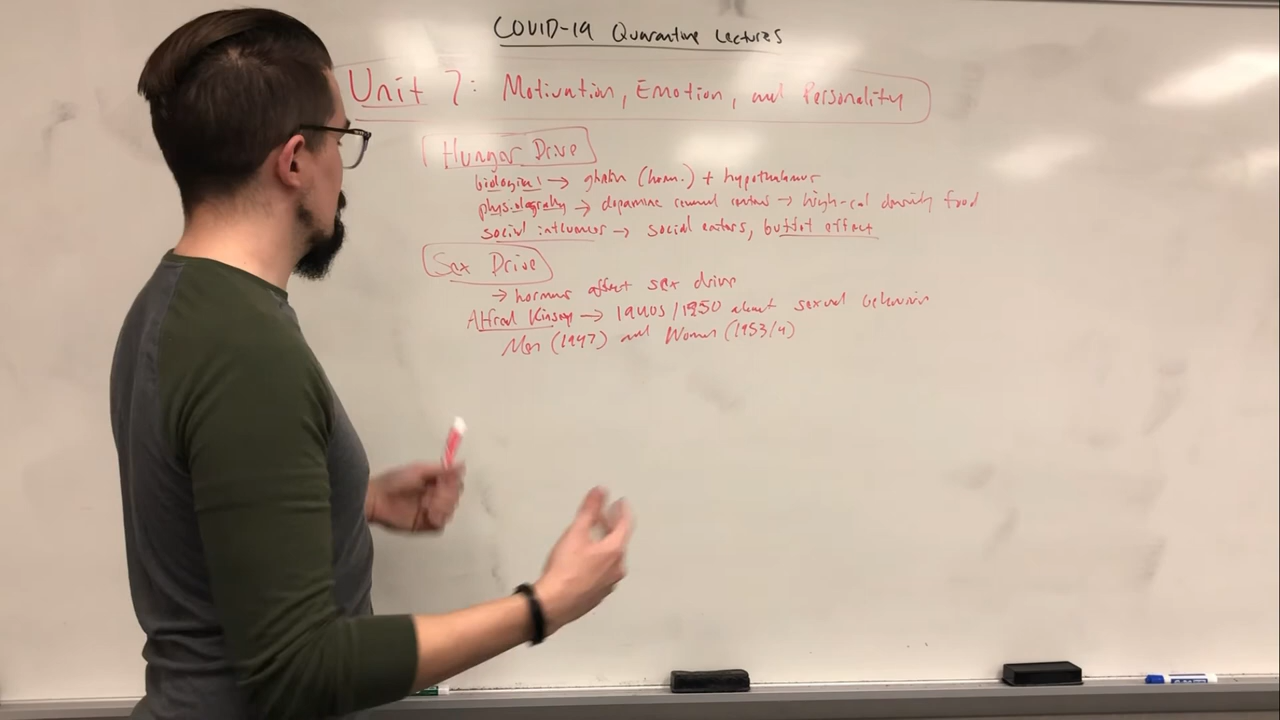 COVID-19 Quarantine Lectures
Unit 7: Motivation, Emotion, and Personality
Hunger Drive
biological → ghrelin (horm.) + hypothalamus
physiologically → dopamine reward centers → high-cal density food
social influences → social eaters, buffet effect
Sex Drive
→ hormones affect sex drive
Alfred Kinsey → 1940s/1950 about sexual behavior
Men (1947) and Women (1953/4)